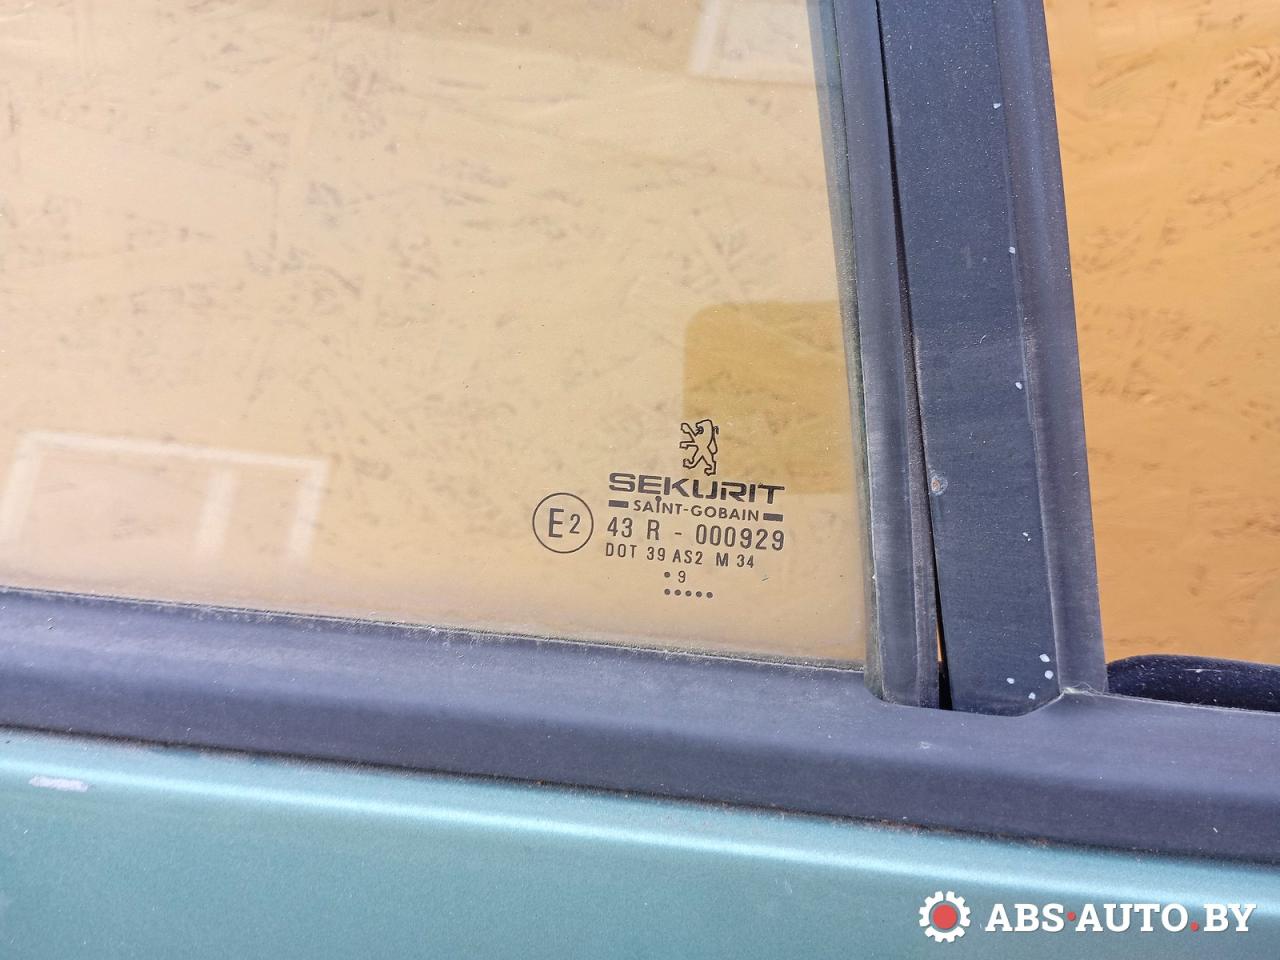 SEKURIT
SAINT-GOBAIN
E2 43 R - 000929
DOT 39 AS2 M 34
• 9
•••••
ABS·AUTO.BY